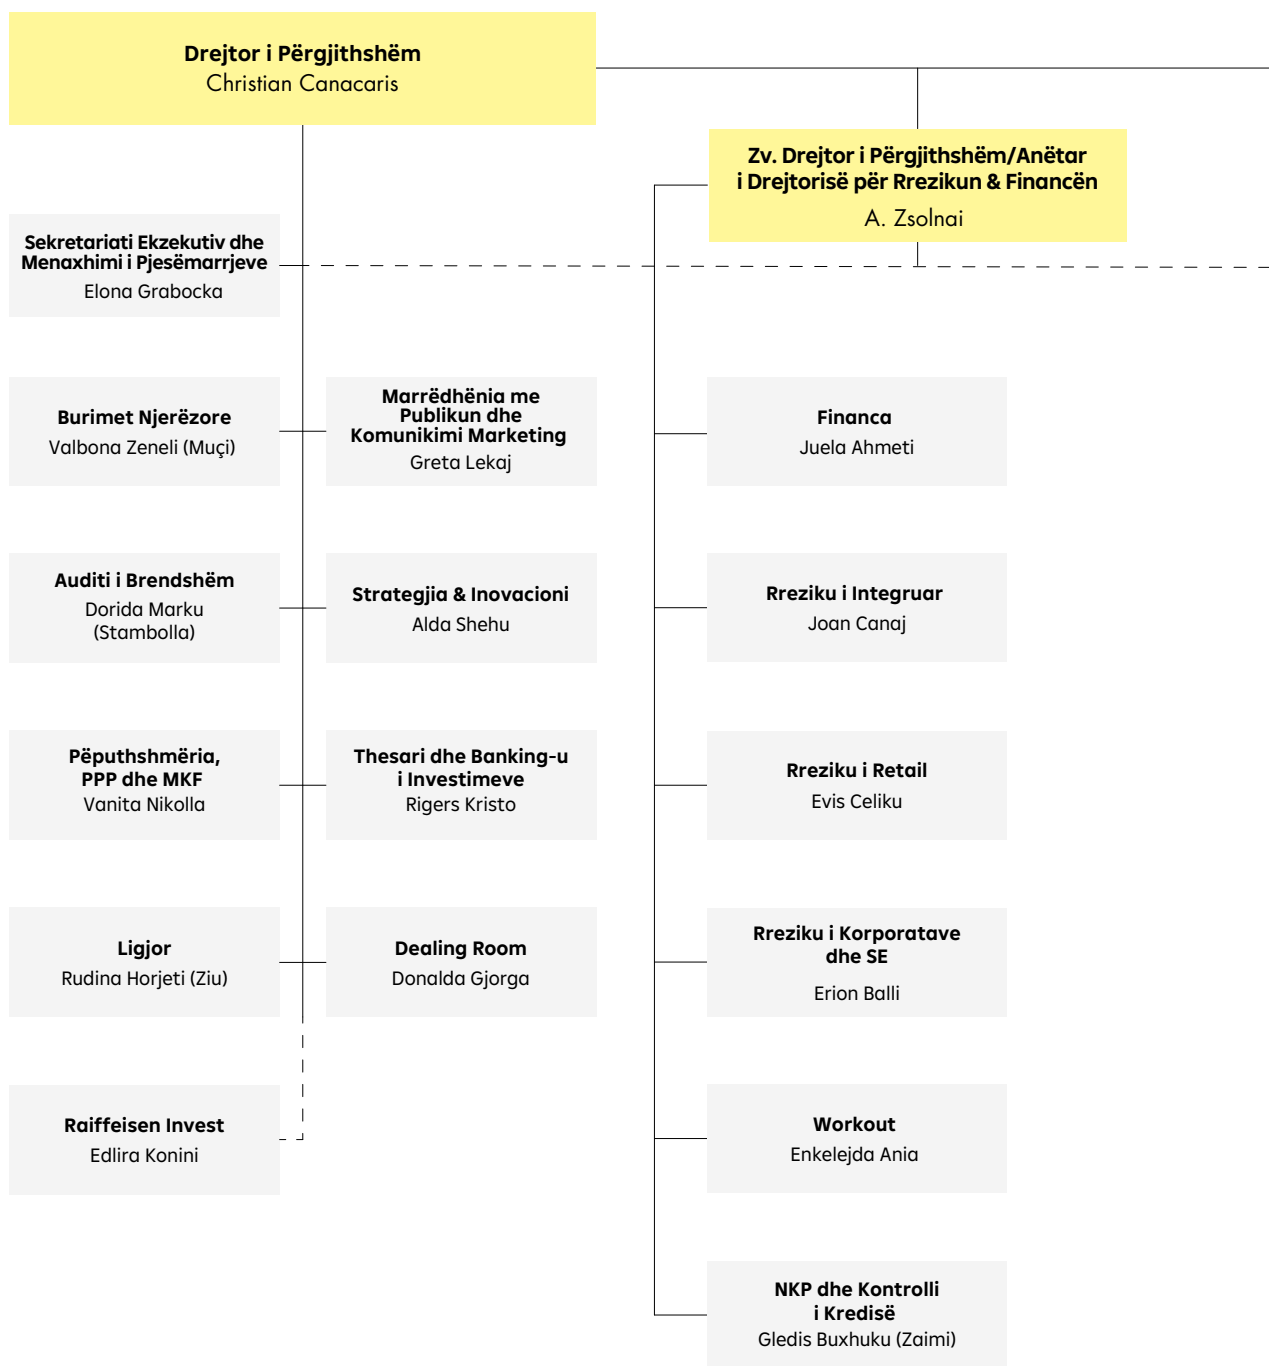 Drejtor i Përgjithshëm
Christian Canacaris
Zv. Drejtor i Përgjithshëm/Anëtar
i Drejtorisë për Rrezikun & Financën
A. Zsolnai
Sekretariati Ekzekutiv dhe
Menaxhimi i Pjesëmarrjeve
Elona Grabocka
Burimet Njerëzore
Valbona Zeneli (Muçi)
Marrëdhënia me
Publikun dhe
Komunikimi Marketing
Greta Lekaj
Financa
Juela Ahmeti
Auditi i Brendshëm
Dorida Marku
(Stambolla)
Strategjia & Inovacioni
Alda Shehu
Rreziku i Integruar
Joan Canaj
Pëputhshmëria,
PPP dhe MKF
Vanita Nikolla
Thesari dhe Banking-u
i Investimeve
Rigers Kristo
Rreziku i Retail
Evis Celiku
Ligjor
Rudina Horjeti (Ziu)
Dealing Room
Donalda Gjorga
Rreziku i Korporatave
dhe SE
Erion Balli
Raiffeisen Invest
Edlira Konini
Workout
Enkelejda Ania
NKP dhe Kontrolli
i Kredisë
Gledis Buxhuku (Zaimi)